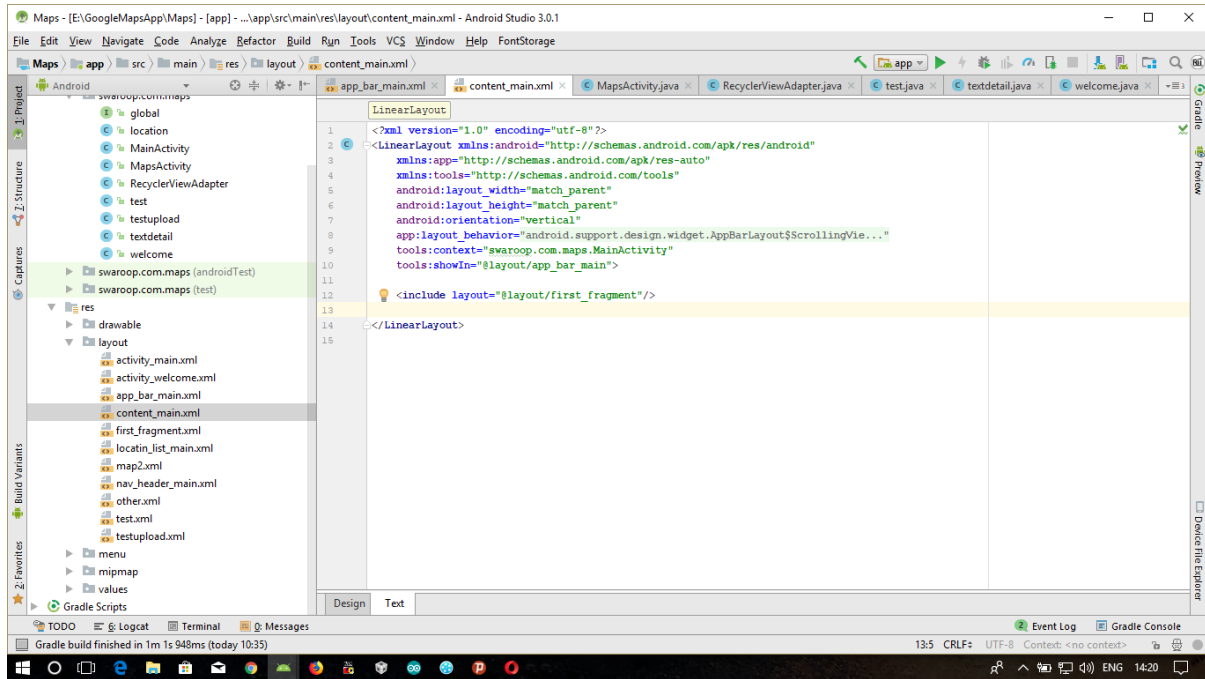 Maps - [E:\GoogleMapsApp\Maps] - [app] - ...\app\src\main\res\layout\content_main.xml - Android Studio 3.0.1
File Edit View Navigate Code Analyze Refactor Build Run Tools VCS Window Help FontStorage
Maps app src main res layout content_main.xml app
Android app_bar_main.xml content_main.xml MapsActivity.java RecyclerViewAdapter.java test.java textdetail.java welcome.java
1: Project
Z: Structure
Captures
Build Variants
2: Favorites
swaroop.com.maps
global
location
MainActivity
MapsActivity
RecyclerViewAdapter
test
testupload
textdetail
welcome
swaroop.com.maps (androidTest)
swaroop.com.maps (test)
res
drawable
layout
activity_main.xml
activity_welcome.xml
app_bar_main.xml
content_main.xml
first_fragment.xml
locatin_list_main.xml
map2.xml
nav_header_main.xml
other.xml
test.xml
testupload.xml
menu
mipmap
values
Gradle Scripts
LinearLayout
1 <?xml version="1.0" encoding="utf-8"?>
2 <LinearLayout xmlns:android="http://schemas.android.com/apk/res/android"
3 xmlns:app="http://schemas.android.com/apk/res-auto"
4 xmlns:tools="http://schemas.android.com/tools"
5 android:layout_width="match_parent"
6 android:layout_height="match_parent"
7 android:orientation="vertical"
8 app:layout_behavior="android.support.design.widget.AppBarLayout$ScrollingVie..."
9 tools:context="swaroop.com.maps.MainActivity"
10 tools:showIn="@layout/app_bar_main">
11
12 <include layout="@layout/first_fragment"/>
13
14 </LinearLayout>
15
Gradle
Preview
Device File Explorer
Design Text
TODO 6: Logcat Terminal 0: Messages Event Log Gradle Console
Gradle build finished in 1m 1s 948ms (today 10:35) 13:5 CRLF UTF-8 Context: <no context>
ENG 14:20